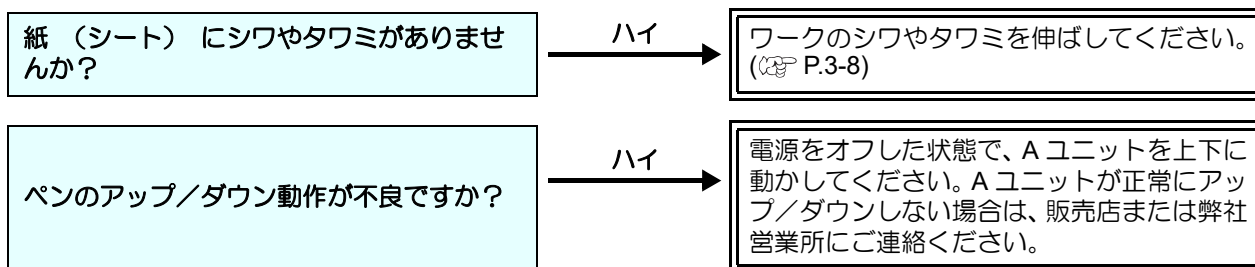 紙 （シート） にシワやタワミがありませ
んか？
ハイ
ワークのシワやタワミを伸ばしてください。
(☞ P.3-8)
ペンのアップ／ダウン動作が不良ですか？
ハイ
電源をオフした状態で、A ユニットを上下に
動かしてください。A ユニットが正常にアッ
プ／ダウンしない場合は、販売店または弊社
営業所にご連絡ください。